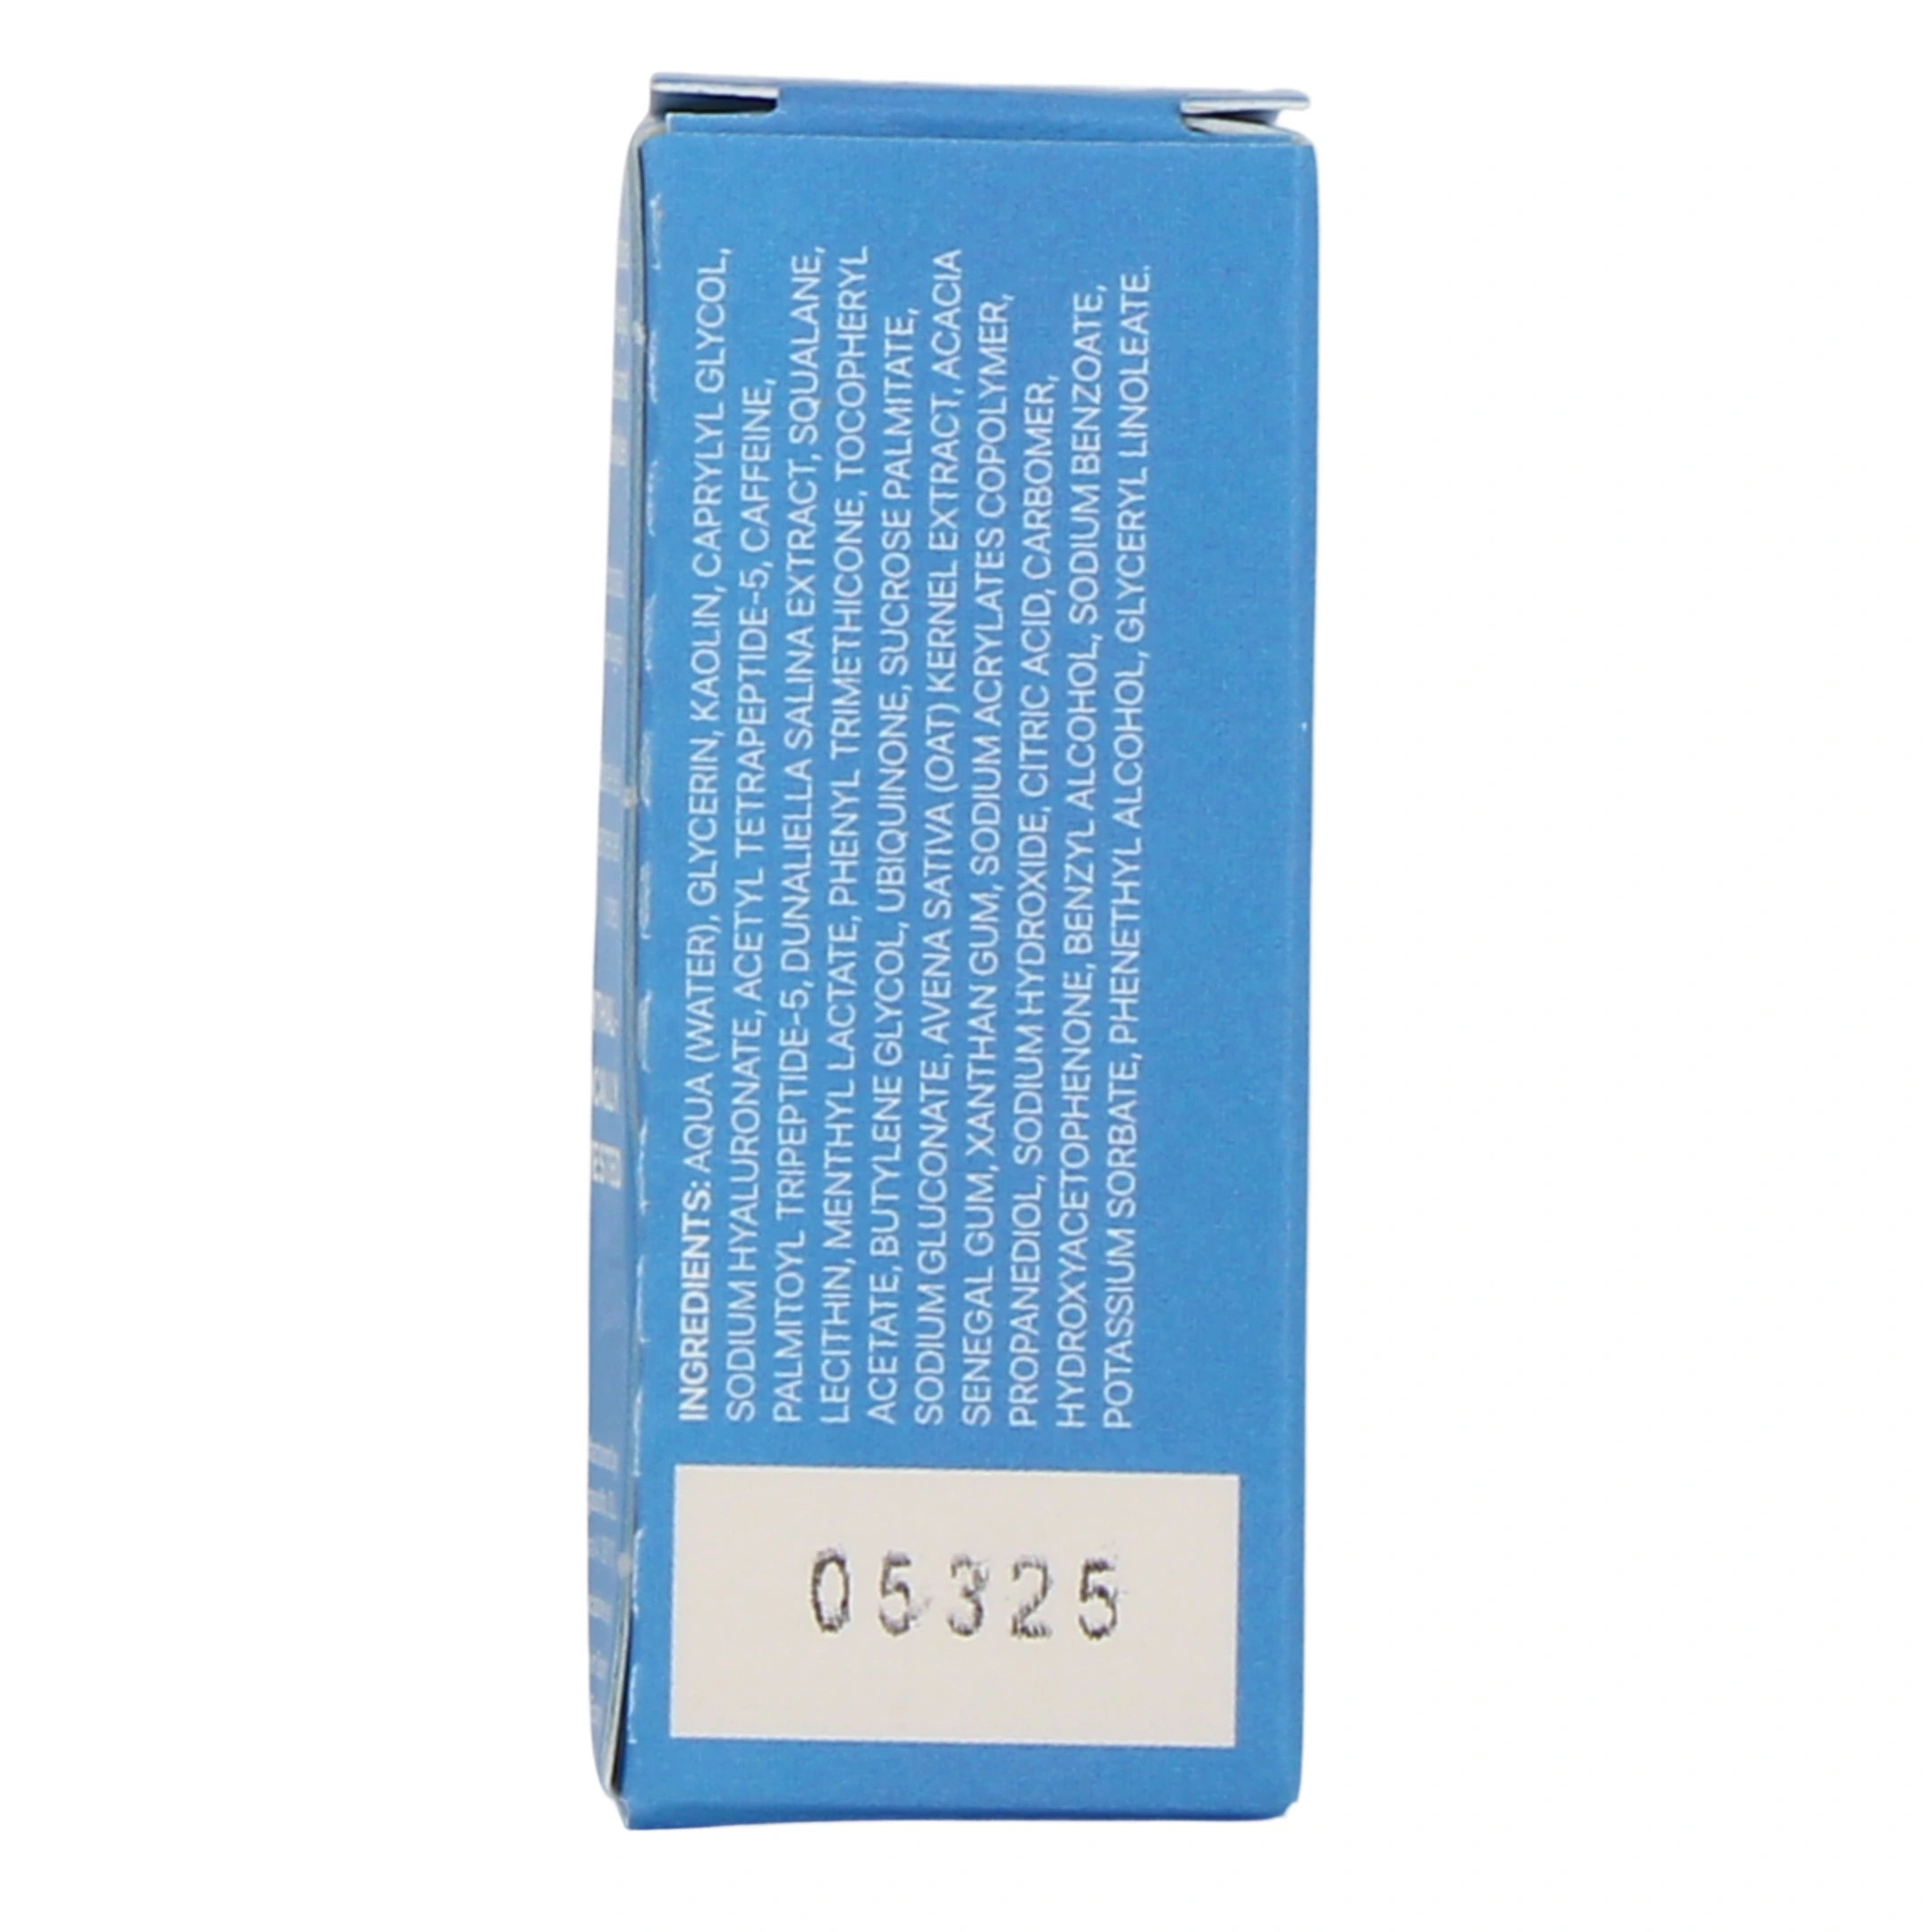 INGREDIENTS: AQUA (WATER), GLYCERIN, KAOLIN, CAPRYLYL GLYCOL,
SODIUM HYALURONATE, ACETYL TETRAPEPTIDE-5, CAFFEINE,
PALMITOYL TRIPEPTIDE-5, DUNALIELLA SALINA EXTRACT, SQUALANE,
LECITHIN, MENTHYL LACTATE, PHENYL TRIMETHICONE, TOCOPHERYL
ACETATE, BUTYLENE GLYCOL, UBIQUINONE, SUCROSE PALMITATE,
SODIUM GLUCONATE, AVENA SATIVA (OAT) KERNEL EXTRACT, ACACIA
SENEGAL GUM, XANTHAN GUM, SODIUM ACRYLATES COPOLYMER,
PROPANEDIOL, SODIUM HYDROXIDE, CITRIC ACID, CARBOMER,
HYDROXYACETOPHENONE, BENZYL ALCOHOL, SODIUM BENZOATE,
POTASSIUM SORBATE, PHENETHYL ALCOHOL, GLYCERYL LINOLEATE.
05325